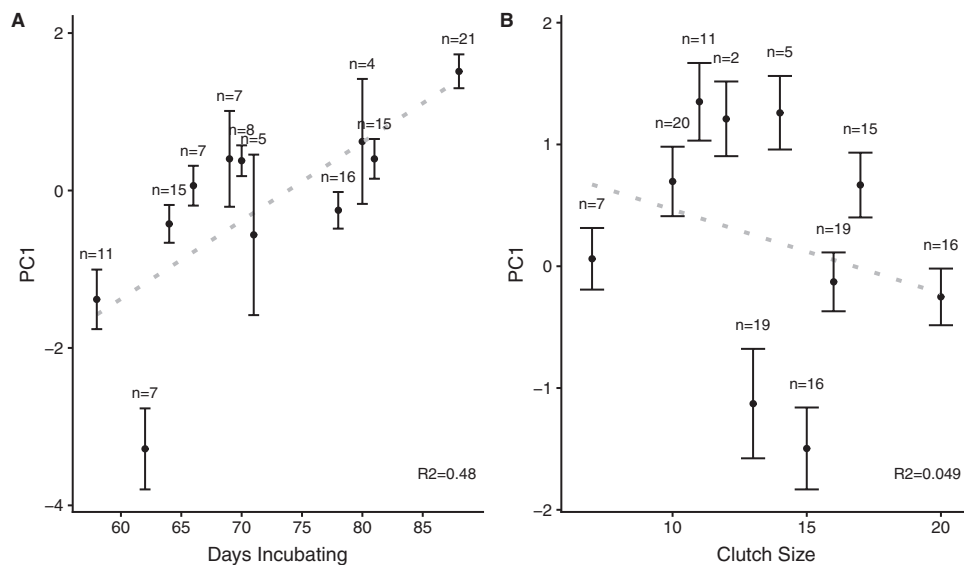 A
n=21
n=4
n=7
n=8
n=5
n=15
n=7
n=15
n=16
n=11
n=7
R2=0.48
2
0
−2
−4
PC1
60 65 70 75 80 85
Days Incubating
B
n=11
n=2
n=5
n=20
n=15
n=7
n=19
n=16
n=19
n=16
R2=0.049
2
1
0
−1
−2
PC1
10 15 20
Clutch Size